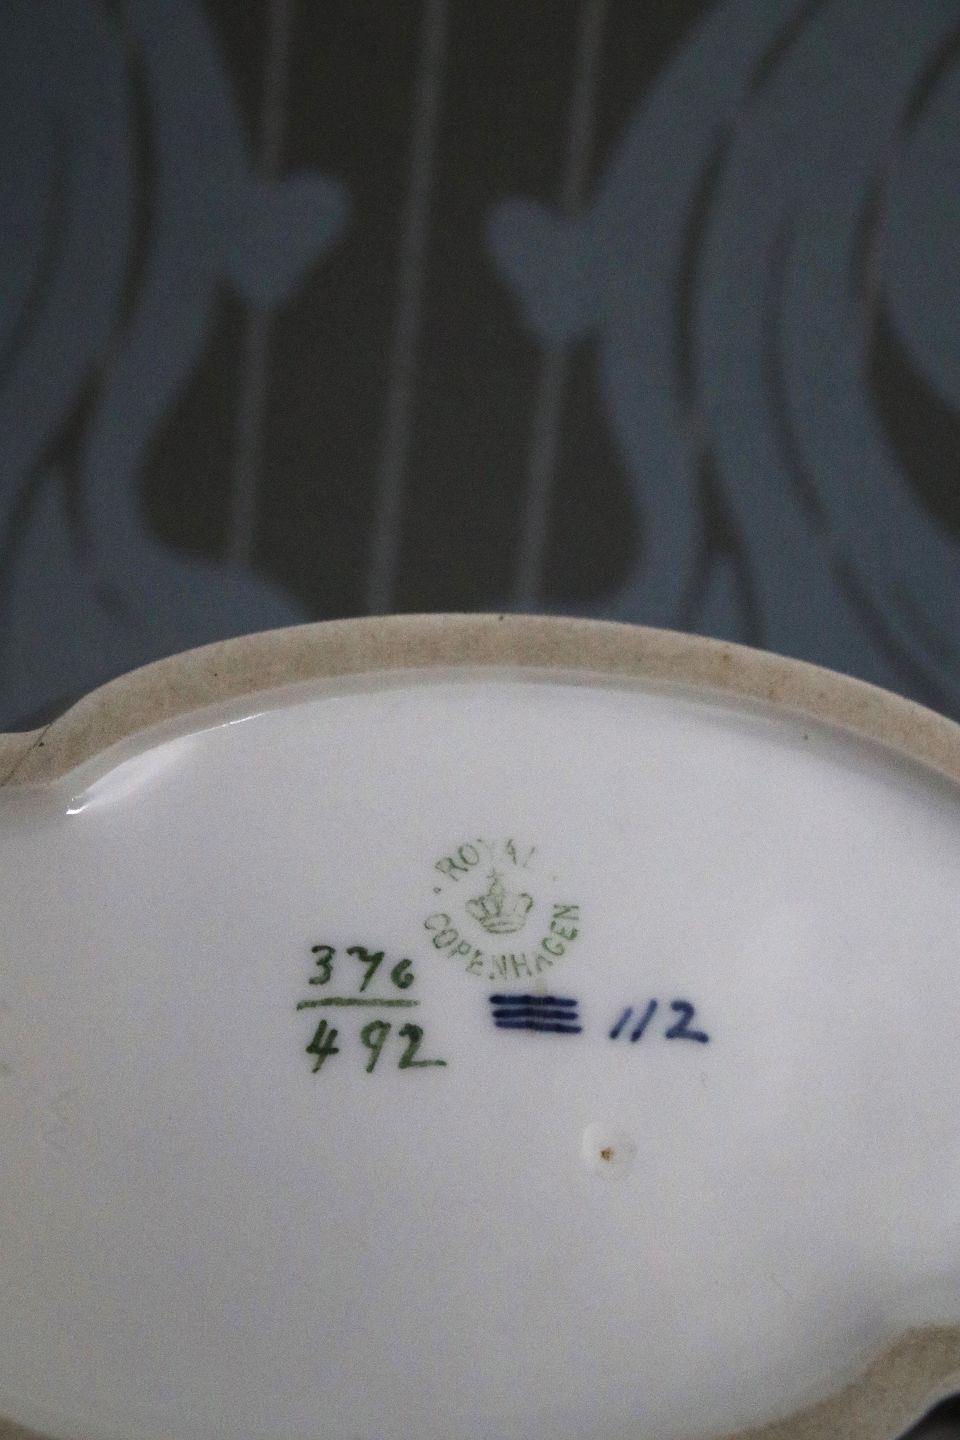 ROYAL
COPENHAGEN
376
492
112